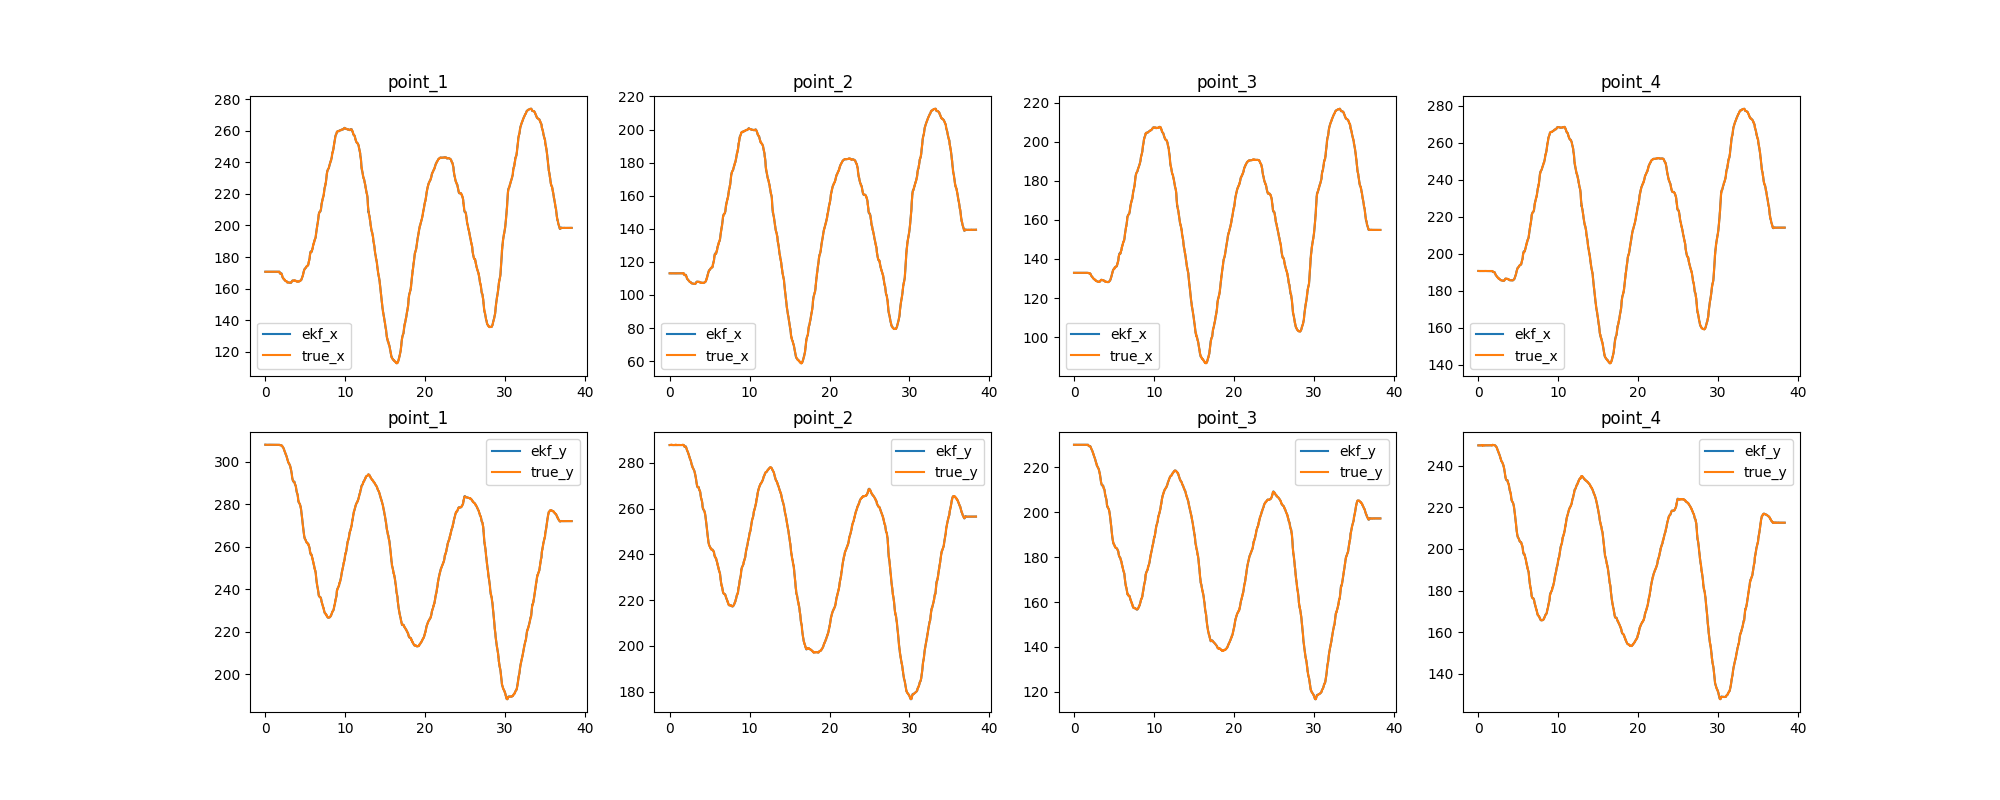 point_1 point_2 point_3 point_4
280 260 240 220 200 180 160 140 120
ekf_x
true_x
0 10 20 30 40
220 200 180 160 140 120 100 80 60
ekf_x
true_x
0 10 20 30 40
220 200 180 160 140 120 100
ekf_x
true_x
0 10 20 30 40
280 260 240 220 200 180 160 140
ekf_x
true_x
0 10 20 30 40
point_1 point_2 point_3 point_4
300 280 260 240 220 200
ekf_y
true_y
0 10 20 30 40
280 260 240 220 200 180
ekf_y
true_y
0 10 20 30 40
220 200 180 160 140 120
ekf_y
true_y
0 10 20 30 40
240 220 200 180 160 140
ekf_y
true_y
0 10 20 30 40